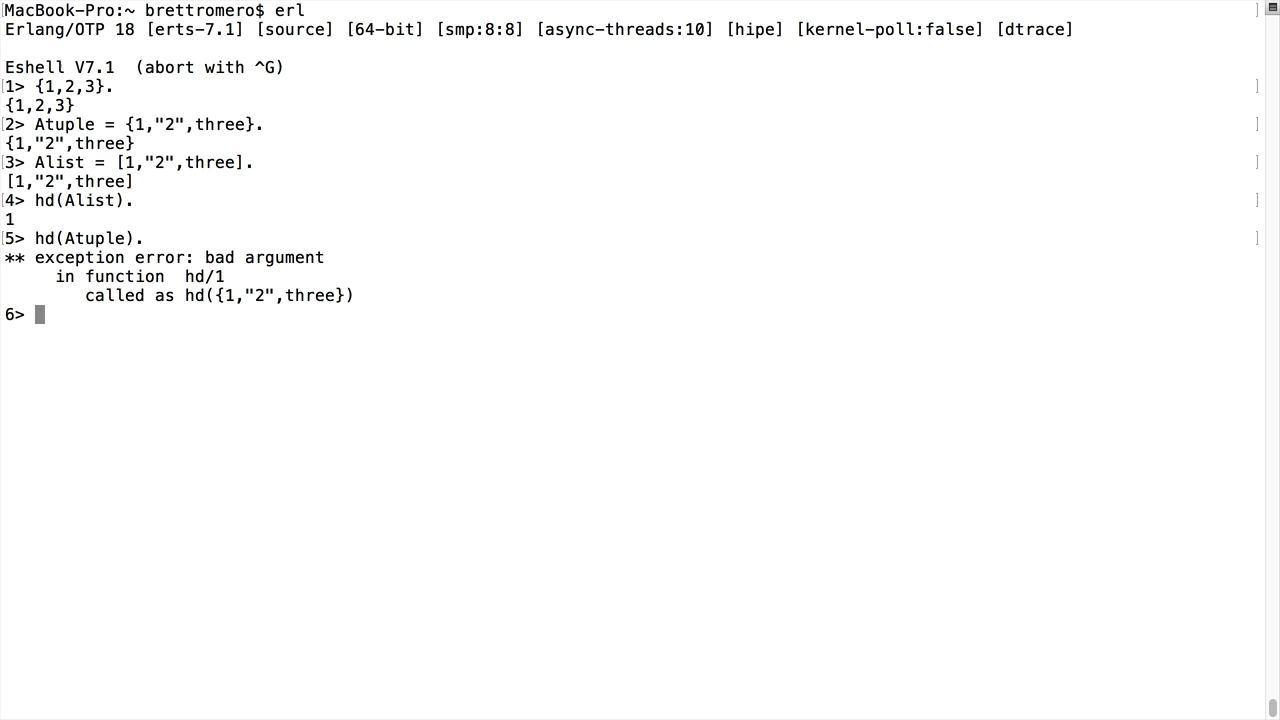 MacBook-Pro:~ brettromero$ erl
Erlang/OTP 18 [erts-7.1] [source] [64-bit] [smp:8:8] [async-threads:10] [hipe] [kernel-poll:false] [dtrace]

Eshell V7.1  (abort with ^G)
1> {1,2,3}.
{1,2,3}
2> Atuple = {1,"2",three}.
{1,"2",three}
3> Alist = [1,"2",three].
[1,"2",three]
4> hd(Alist).
1
5> hd(Atuple).
** exception error: bad argument
     in function  hd/1
        called as hd({1,"2",three})
6>